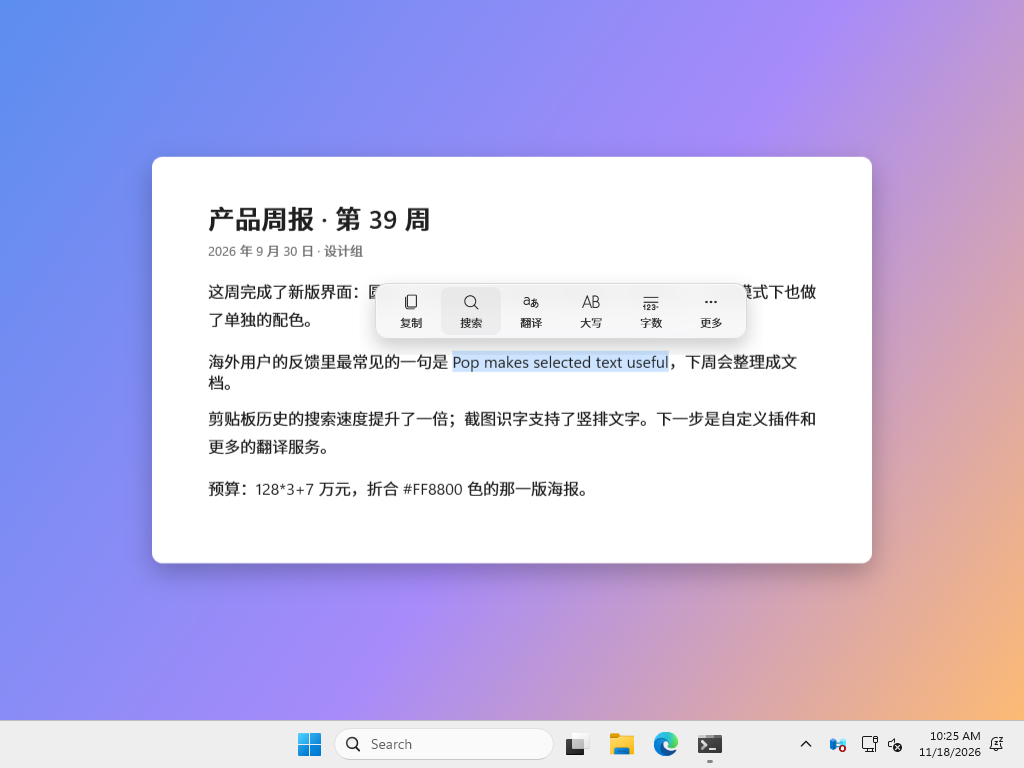 产品周报 · 第 39 周
2026 年 9 月 30 日 · 设计组
这周完成了新版界面：
模式下也做
了单独的配色。
复制
搜索
aあ
翻译
AB
大写
123
字数
更多
海外用户的反馈里最常见的一句是 Pop makes selected text useful，下周会整理成文
档。
剪贴板历史的搜索速度提升了一倍；截图识字支持了竖排文字。下一步是自定义插件和
更多的翻译服务。
预算：128*3+7 万元，折合 #FF8800 色的那一版海报。
Search
10:25 AM
11/18/2026